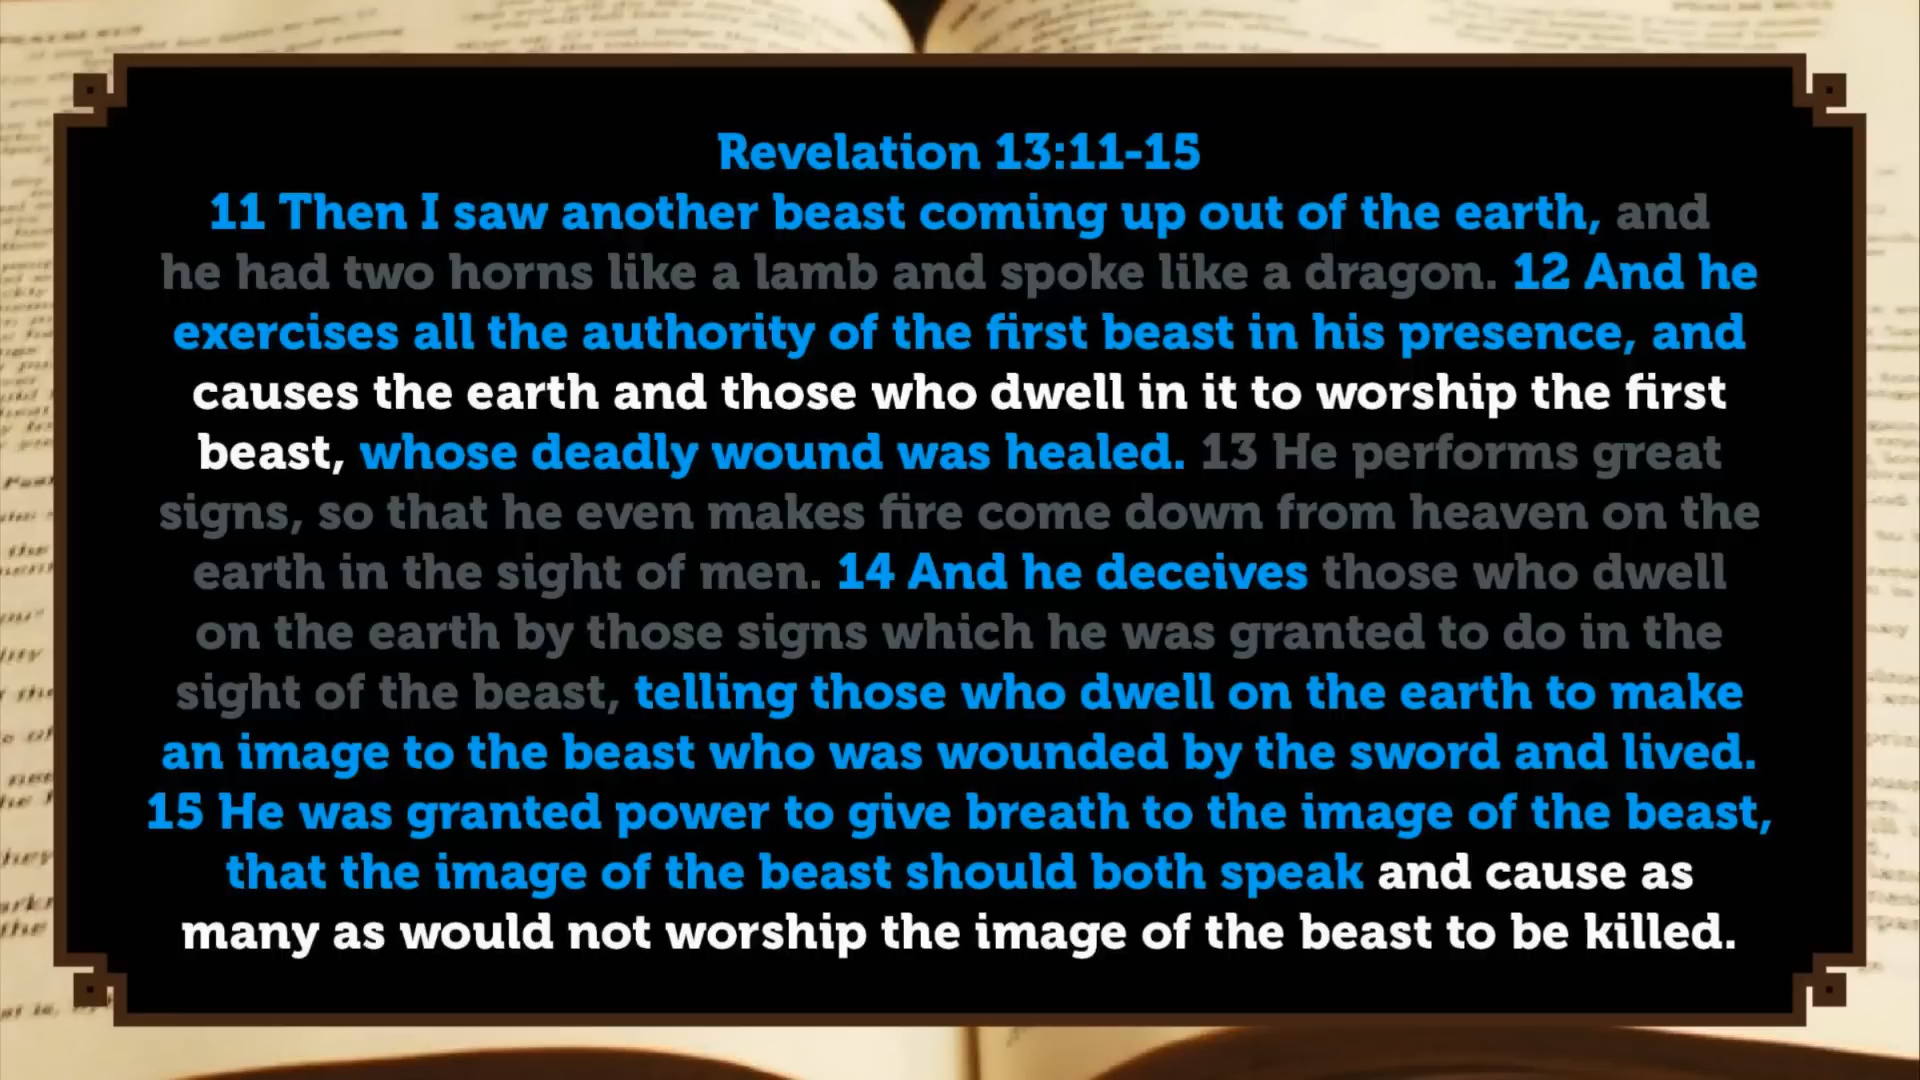 Revelation 13:11-15
11 Then I saw another beast coming up out of the earth, and
he had two horns like a lamb and spoke like a dragon. 12 And he
exercises all the authority of the first beast in his presence, and
causes the earth and those who dwell in it to worship the first
beast, whose deadly wound was healed. 13 He performs great
signs, so that he even makes fire come down from heaven on the
earth in the sight of men. 14 And he deceives those who dwell
on the earth by those signs which he was granted to do in the
sight of the beast, telling those who dwell on the earth to make
an image to the beast who was wounded by the sword and lived.
15 He was granted power to give breath to the image of the beast,
that the image of the beast should both speak and cause as
many as would not worship the image of the beast to be killed.